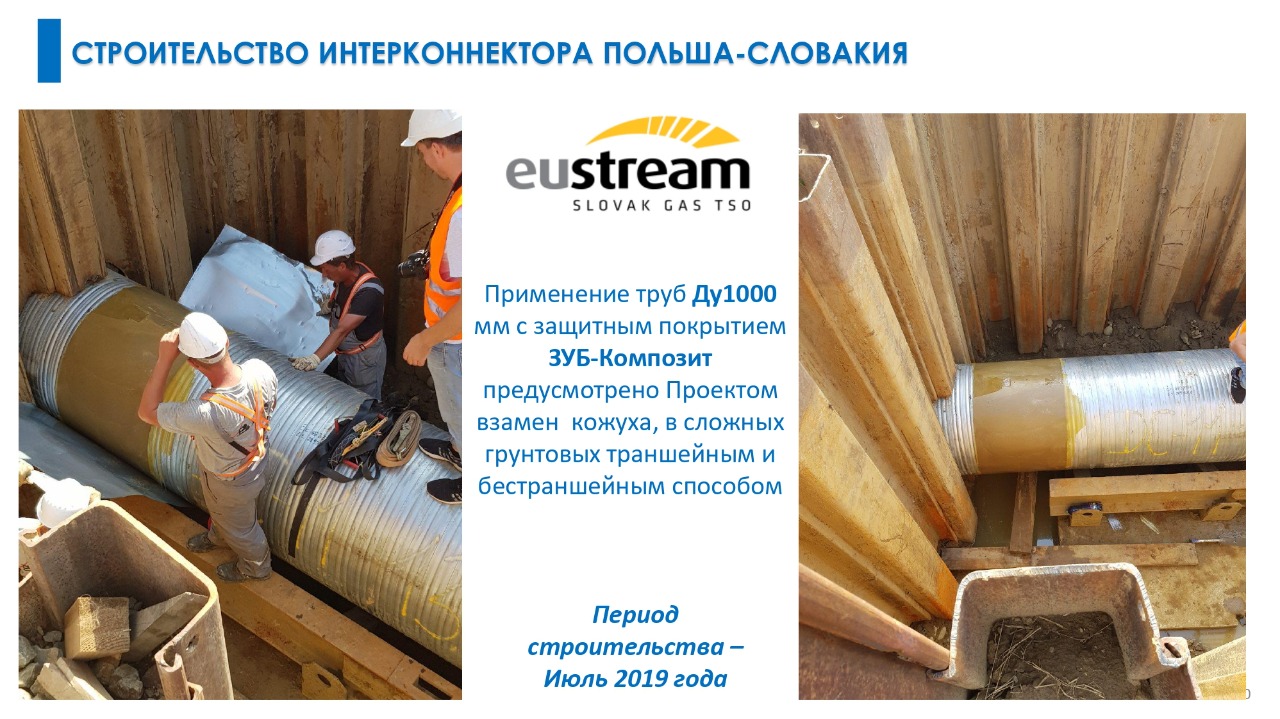 СТРОИТЕЛЬСТВО ИНТЕРКОННЕКТОРА ПОЛЬША-СЛОВАКИЯ
eustream
SLOVAK GAS TSO
Применение труб Ду1000
мм с защитным покрытием
ЗУБ-Композит
предусмотрено Проектом
взамен кожуха, в сложных
грунтовых траншейным и
бестраншейным способом
Период
строительства –
Июль 2019 года